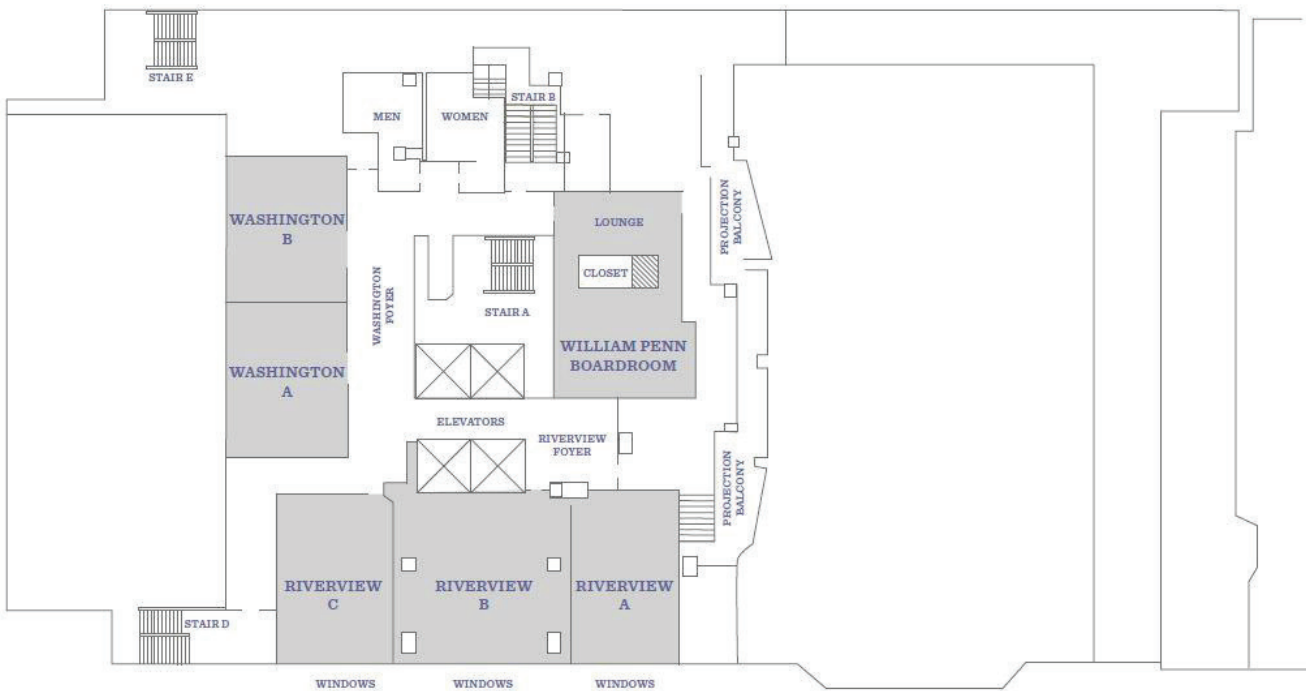 STAIR E
MEN
WOMEN
STAIR B
WASHINGTON
B
LOUNGE
PROJECTION
BALCONY
CLOSET
WASHINGTON
FOYER
STAIR A
WASHINGTON
A
WILLIAM PENN
BOARDROOM
ELEVATORS
RIVERVIEW
FOYER
PROJECTION
BALCONY
RIVERVIEW
C
RIVERVIEW
B
RIVERVIEW
A
STAIR D
WINDOWS
WINDOWS
WINDOWS